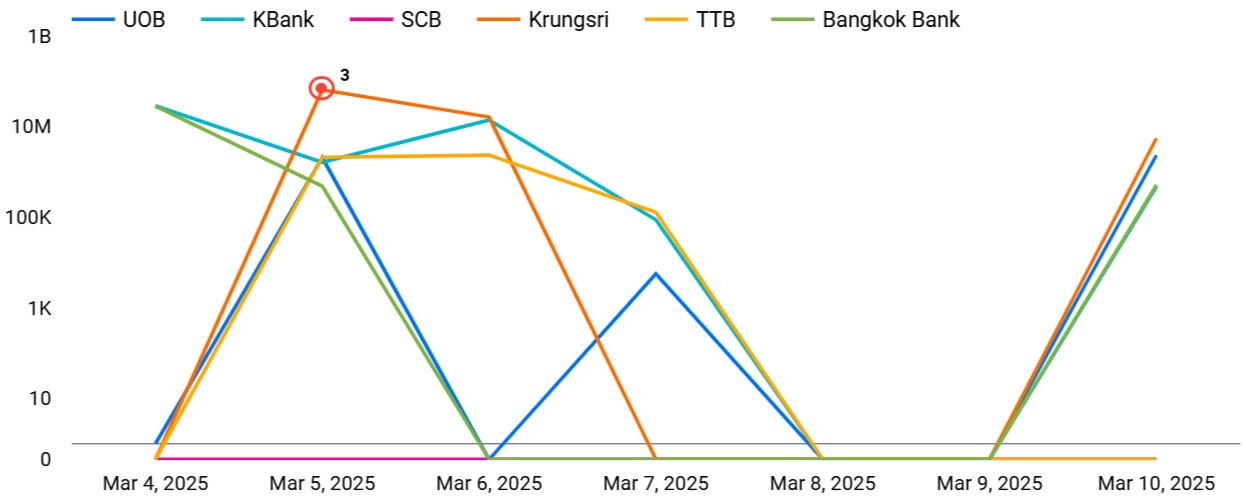 UOB KBank SCB Krungsri TTB Bangkok Bank
1B
3
10M
100K
1K
10
0
Mar 4, 2025 Mar 5, 2025 Mar 6, 2025 Mar 7, 2025 Mar 8, 2025 Mar 9, 2025 Mar 10, 2025